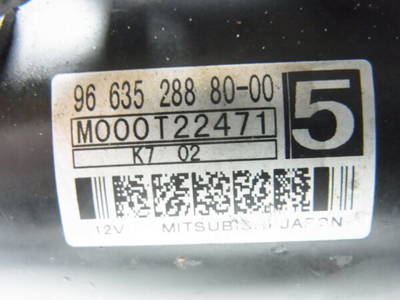 96 635 288 80-00
5
M000T22471
K7 02
12V MITSUBISHI JAPAN